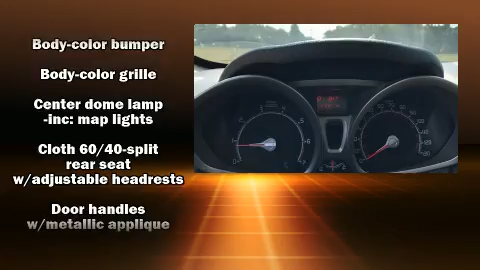 Body-color bumper
Body-color grille
Center dome lamp
-inc: map lights
Cloth 60/40-split
rear seat
w/adjustable headrests
Door handles
w/metallic applique